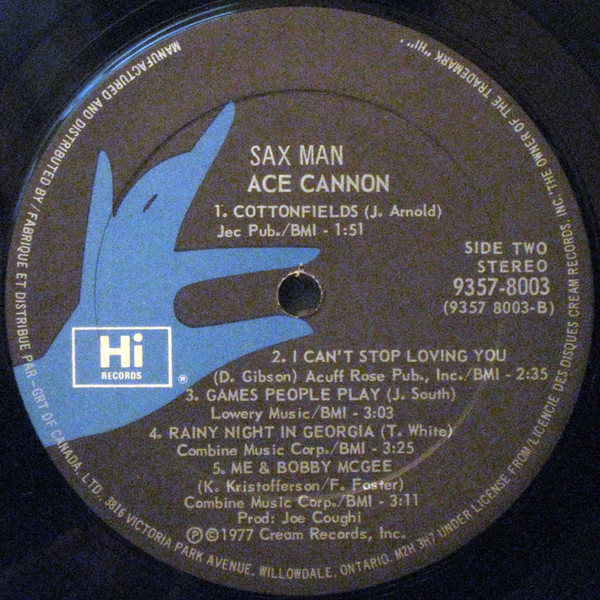 SAX MAN
ACE CANNON
1. COTTONFIELDS (J. Arnold)
Jec Pub./BMI - 1:51
SIDE TWO
STEREO
9357-8003
(9357 8003-B)
Hi
RECORDS
®
2. I CAN'T STOP LOVING YOU
(D. Gibson) Acuff Rose Pub., Inc./BMI - 2:35
3. GAMES PEOPLE PLAY (J. South)
Lowery Music/BMI - 3:03
4. RAINY NIGHT IN GEORGIA (T. White)
Combine Music Corp./BMI - 3:25
5. ME & BOBBY MCGEE
(K. Kristofferson/F. Foster)
Combine Music Corp./BMI - 3:11
Prod: Joe Coughi
Ⓟ©1977 Cream Records, Inc.
MANUFACTURED AND DISTRIBUTED BY/FABRIQUE ET DISTRIBUE PAR - GRT OF CANADA, LTD. 3816 VICTORIA PARK AVENUE, WILLOWDALE, ONTARIO. M2H 3H7 UNDER LICENSE FROM/LICENCIE DES DISQUES CREAM RECORDS, INC. THE OWNER OF THE TRADEMARK "HI".